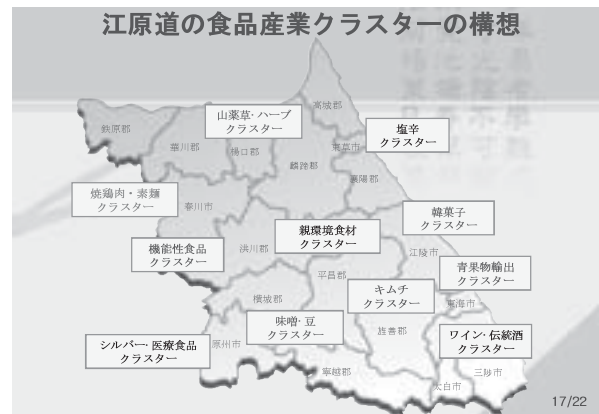 江原道の食品産業クラスターの構想
高城郡
山薬草･ハーブ
クラスター
塩辛
クラスター
鉄原郡
華川郡
楊口郡
束草市
麟蹄郡
襄陽郡
焼鶏肉・素麺
クラスター
春川市
韓菓子
クラスター
親環境食材
クラスター
機能性食品
クラスター
洪川郡
江陵市
青果物輸出
クラスター
平昌郡
キムチ
クラスター
横城郡
東海市
味噌･豆
クラスター
旌善郡
ワイン･伝統酒
クラスター
シルバー･医療食品
クラスター
原州市
寧越郡
三陟市
太白市
17/22